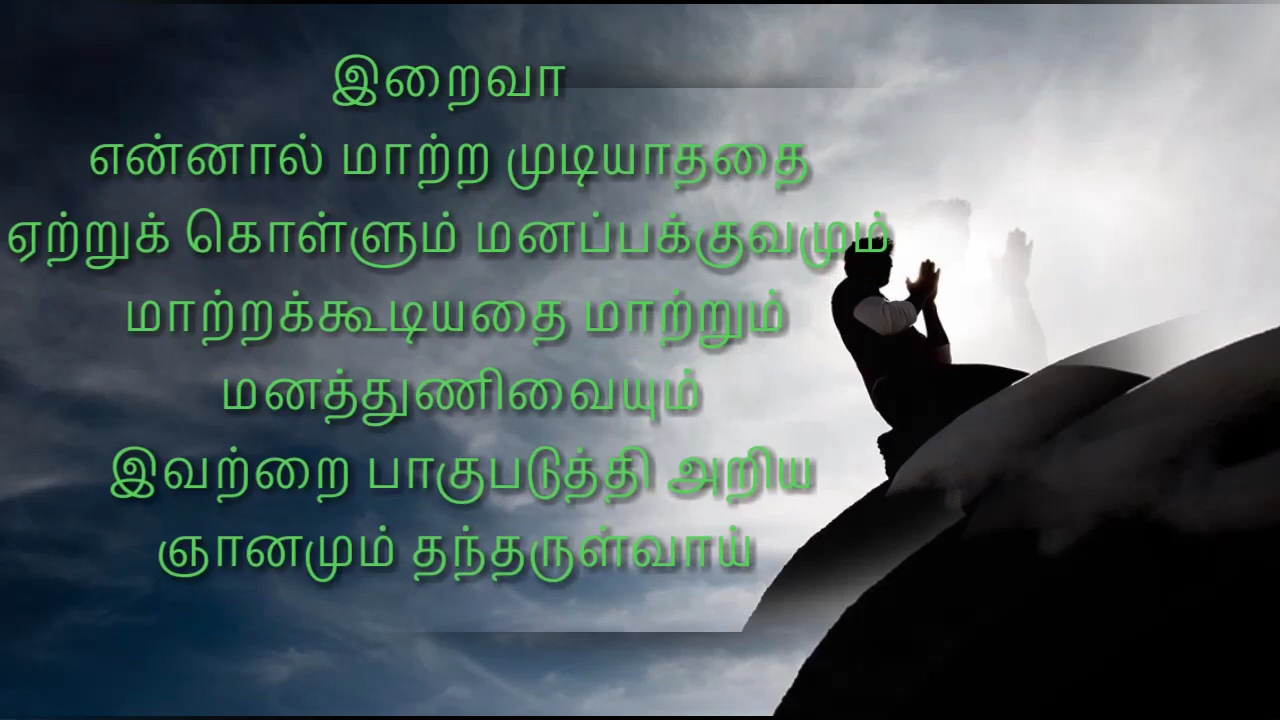 இறைவா
என்னால் மாற்ற முடியாததை
ஏற்றுக் கொள்ளும் மனப்பக்குவமும்
மாற்றக்கூடியதை மாற்றும்
மனத்துணிவையும்
இவற்றை பாகுபடுத்தி அறிய
ஞானமும் தந்தருள்வாய்